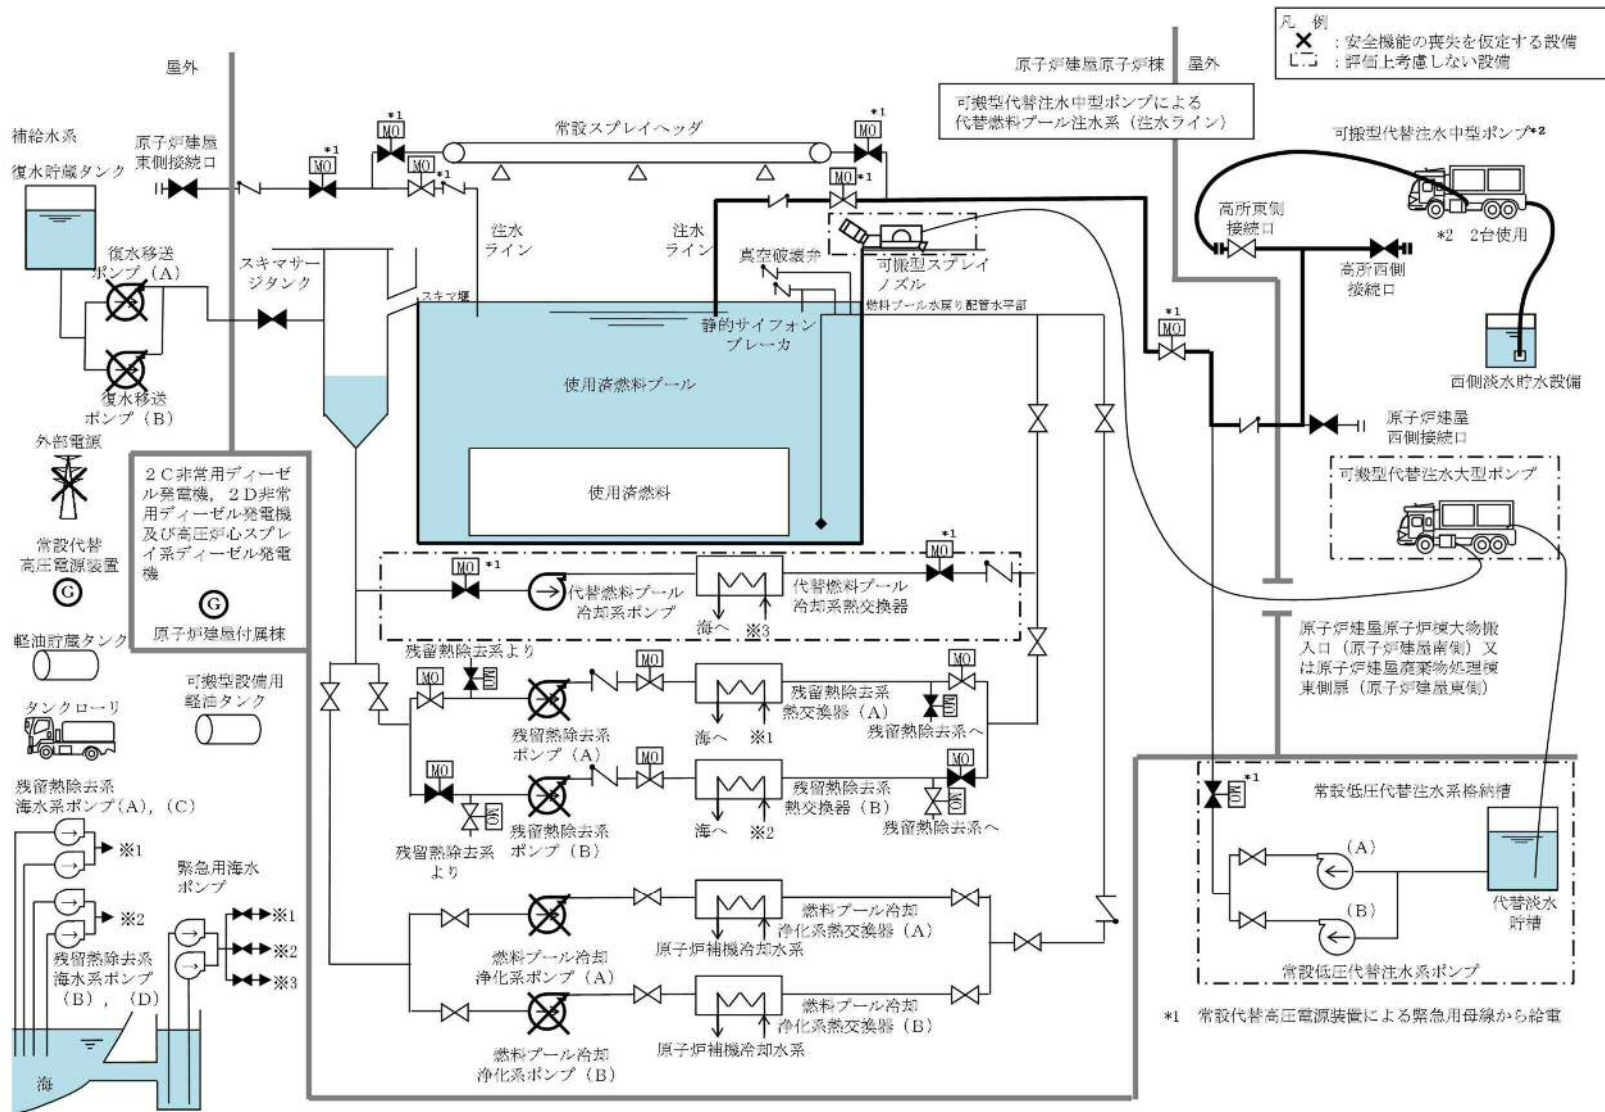 凡　例
：安全機能の喪失を仮定する設備
：評価上考慮しない設備
屋外
原子炉建屋原子炉棟
屋外
可搬型代替注水中型ポンプによる
代替燃料プール注水系（注水ライン）
可搬型代替注水中型ポンプ*2
*2　2台使用
高所東側
接続口
高所西側
接続口
西側淡水貯水設備
補給水系
復水貯蔵タンク
原子炉建屋
東側接続口
MO
*1
MO
*1
MO
*1
常設スプレイヘッダ
MO
*1
MO
*1
注水
ライン
注水
ライン
真空破壊弁
可搬型スプレイ
ノズル
復水移送
ポンプ（A）
スキマサー
ジタンク
スキマ堰
燃料プール水戻り配管水平部
静的サイフォン
ブレーカ
復水移送
ポンプ（B）
使用済燃料プール
使用済燃料
MO
*1
原子炉建屋
西側接続口
外部電源
常設代替
高圧電源装置
G
２Ｃ非常用ディーゼ
ル発電機，２Ｄ非常
用ディーゼル発電機
及び高圧炉心スプレ
イ系ディーゼル発電
機
G
原子炉建屋付属棟
可搬型代替注水大型ポンプ
MO
*1
代替燃料プール
冷却系ポンプ
海へ
※3
代替燃料プール
冷却系熱交換器
MO
*1
原子炉建屋原子炉棟大物搬
入口（原子炉建屋南側）又
は原子炉建屋廃棄物処理棟
東側扉（原子炉建屋東側）
軽油貯蔵タンク
可搬型設備用
軽油タンク
タンクローリ
残留熱除去系より
MO
MO
残留熱除去系
ポンプ（A）
MO
海へ
※1
残留熱除去系
熱交換器（A）
MO
MO
残留熱除去系へ
MO
MO
残留熱除去系
より
残留熱除去系
ポンプ（B）
MO
海へ
※2
残留熱除去系
熱交換器（B）
MO
MO
残留熱除去系へ
残留熱除去系
海水系ポンプ(A)，(C)
※1
※2
残留熱除去系
海水系ポンプ
（B），（D）
緊急用海水
ポンプ
※1
※2
※3
海
燃料プール冷却
浄化系ポンプ（A）
原子炉補機冷却水系
燃料プール冷却
浄化系熱交換器（A）
燃料プール冷却
浄化系ポンプ（B）
原子炉補機冷却水系
燃料プール冷却
浄化系熱交換器（B）
MO
*1
常設低圧代替注水系格納槽
(A)
(B)
代替淡水
貯槽
常設低圧代替注水系ポンプ
*1　常設代替高圧電源装置による緊急用母線から給電